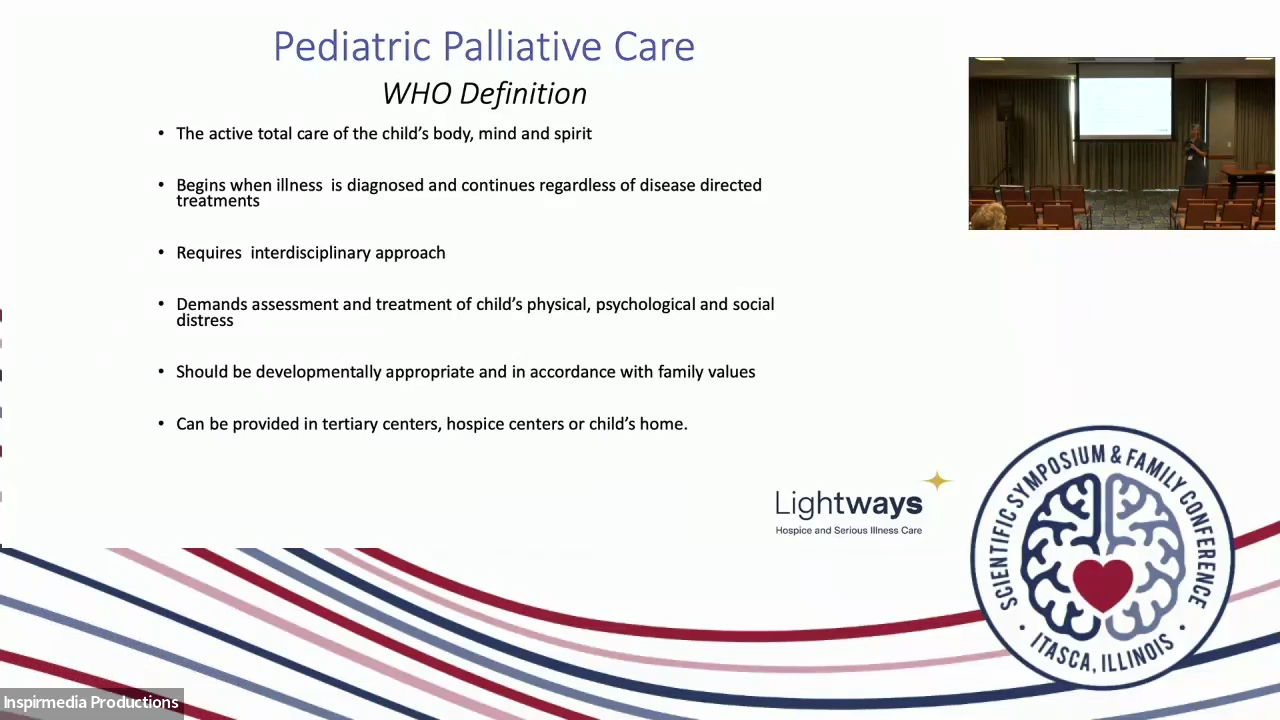 Pediatric Palliative Care
WHO Definition
• The active total care of the child's body, mind and spirit
• Begins when illness is diagnosed and continues regardless of disease directed
treatments
• Requires interdisciplinary approach
• Demands assessment and treatment of child's physical, psychological and social
distress
• Should be developmentally appropriate and in accordance with family values
• Can be provided in tertiary centers, hospice centers or child's home.
Lightways
Hospice and Serious Illness Care
SCIENTIFIC SYMPOSIUM & FAMILY CONFERENCE
• ITASCA, ILLINOIS •
Inspirmedia Productions